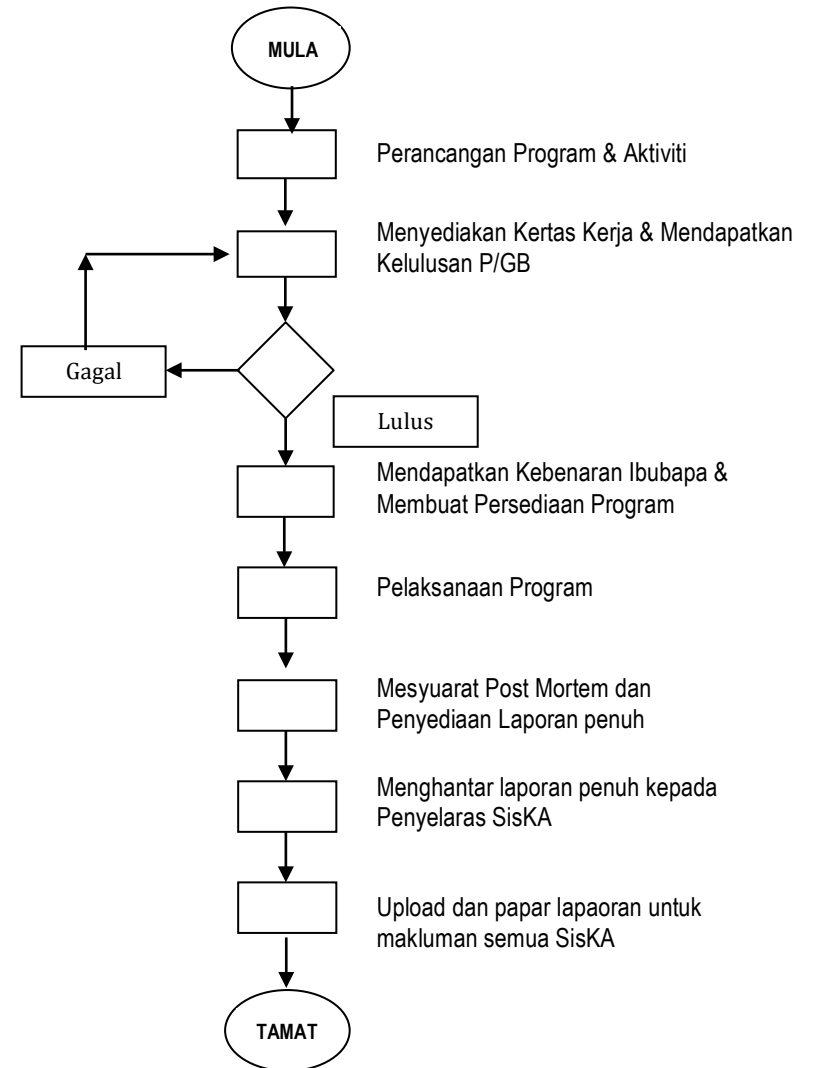 MULA
Perancangan Program & Aktiviti
Menyediakan Kertas Kerja & Mendapatkan
Kelulusan P/GB
Gagal
Lulus
Mendapatkan Kebenaran Ibubapa &
Membuat Persediaan Program
Pelaksanaan Program
Mesyuarat Post Mortem dan
Penyediaan Laporan penuh
Menghantar laporan penuh kepada
Penyelaras SisKA
Upload dan papar lapaoran untuk
makluman semua SisKA
TAMAT